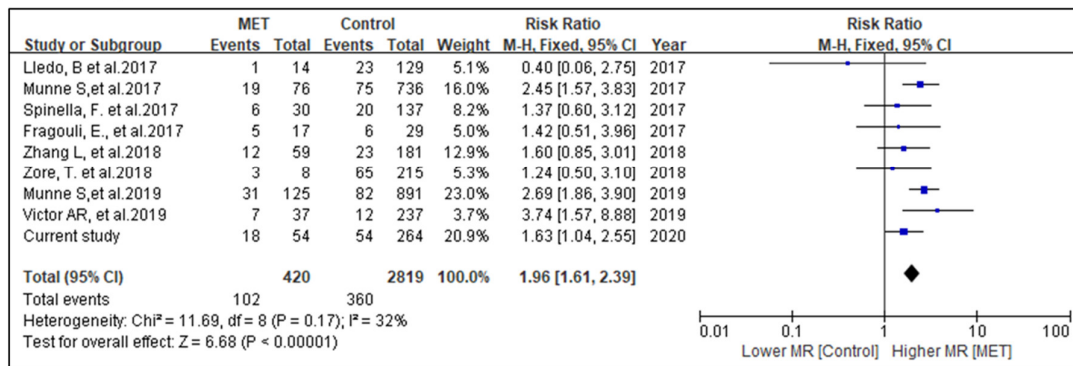 MET Control Risk Ratio Risk Ratio
Study or Subgroup Events Total Events Total Weight M-H, Fixed, 95% CI Year M-H, Fixed, 95% CI
Lledo, B et al.2017 1 14 23 129 5.1% 0.40 [0.06, 2.75] 2017
Munne S,et al.2017 19 76 75 736 16.0% 2.45 [1.57, 3.83] 2017
Spinella, F. et al.2017 6 30 20 137 8.2% 1.37 [0.60, 3.12] 2017
Fragouli, E., et al.2017 5 17 6 29 5.0% 1.42 [0.51, 3.96] 2017
Zhang L, et al.2018 12 59 23 181 12.9% 1.60 [0.85, 3.01] 2018
Zore, T. et al.2018 3 8 65 215 5.3% 1.24 [0.50, 3.10] 2018
Munne S,et al.2019 31 125 82 891 23.0% 2.69 [1.86, 3.90] 2019
Victor AR, et al.2019 7 37 12 237 3.7% 3.74 [1.57, 8.88] 2019
Current study 18 54 54 264 20.9% 1.63 [1.04, 2.55] 2020
Total (95% CI) 420 2819 100.0% 1.96 [1.61, 2.39]
Total events 102 360
Heterogeneity: Chi² = 11.69, df = 8 (P = 0.17); I² = 32%
Test for overall effect: Z = 6.68 (P < 0.00001)
0.01 0.1 1 10 100
Lower MR [Control] Higher MR [MET]